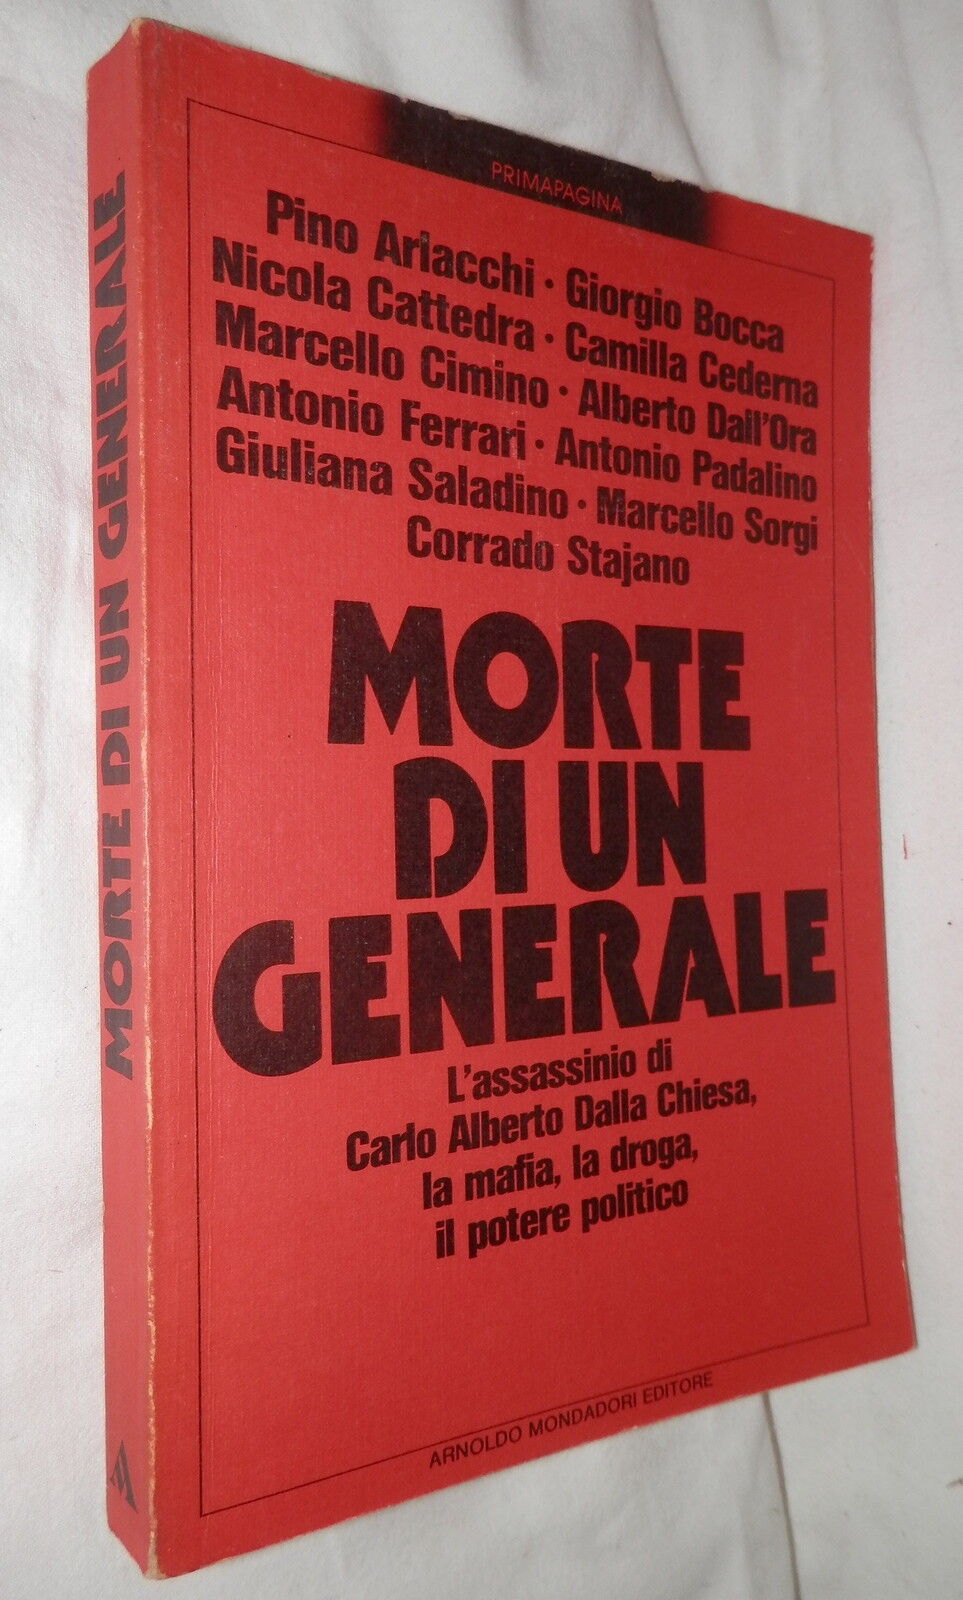 PRIMAPAGINA
Pino Arlacchi · Giorgio Bocca
Nicola Cattedra · Camilla Cederna
Marcello Cimino · Alberto Dall'Ora
Antonio Ferrari · Antonio Padalino
Giuliana Saladino · Marcello Sorgi
Corrado Stajano
MORTE
DI UN
GENERALE
L'assassinio di
Carlo Alberto Dalla Chiesa,
la mafia, la droga,
il potere politico
ARNOLDO MONDADORI EDITORE
MORTE DI UN GENERALE